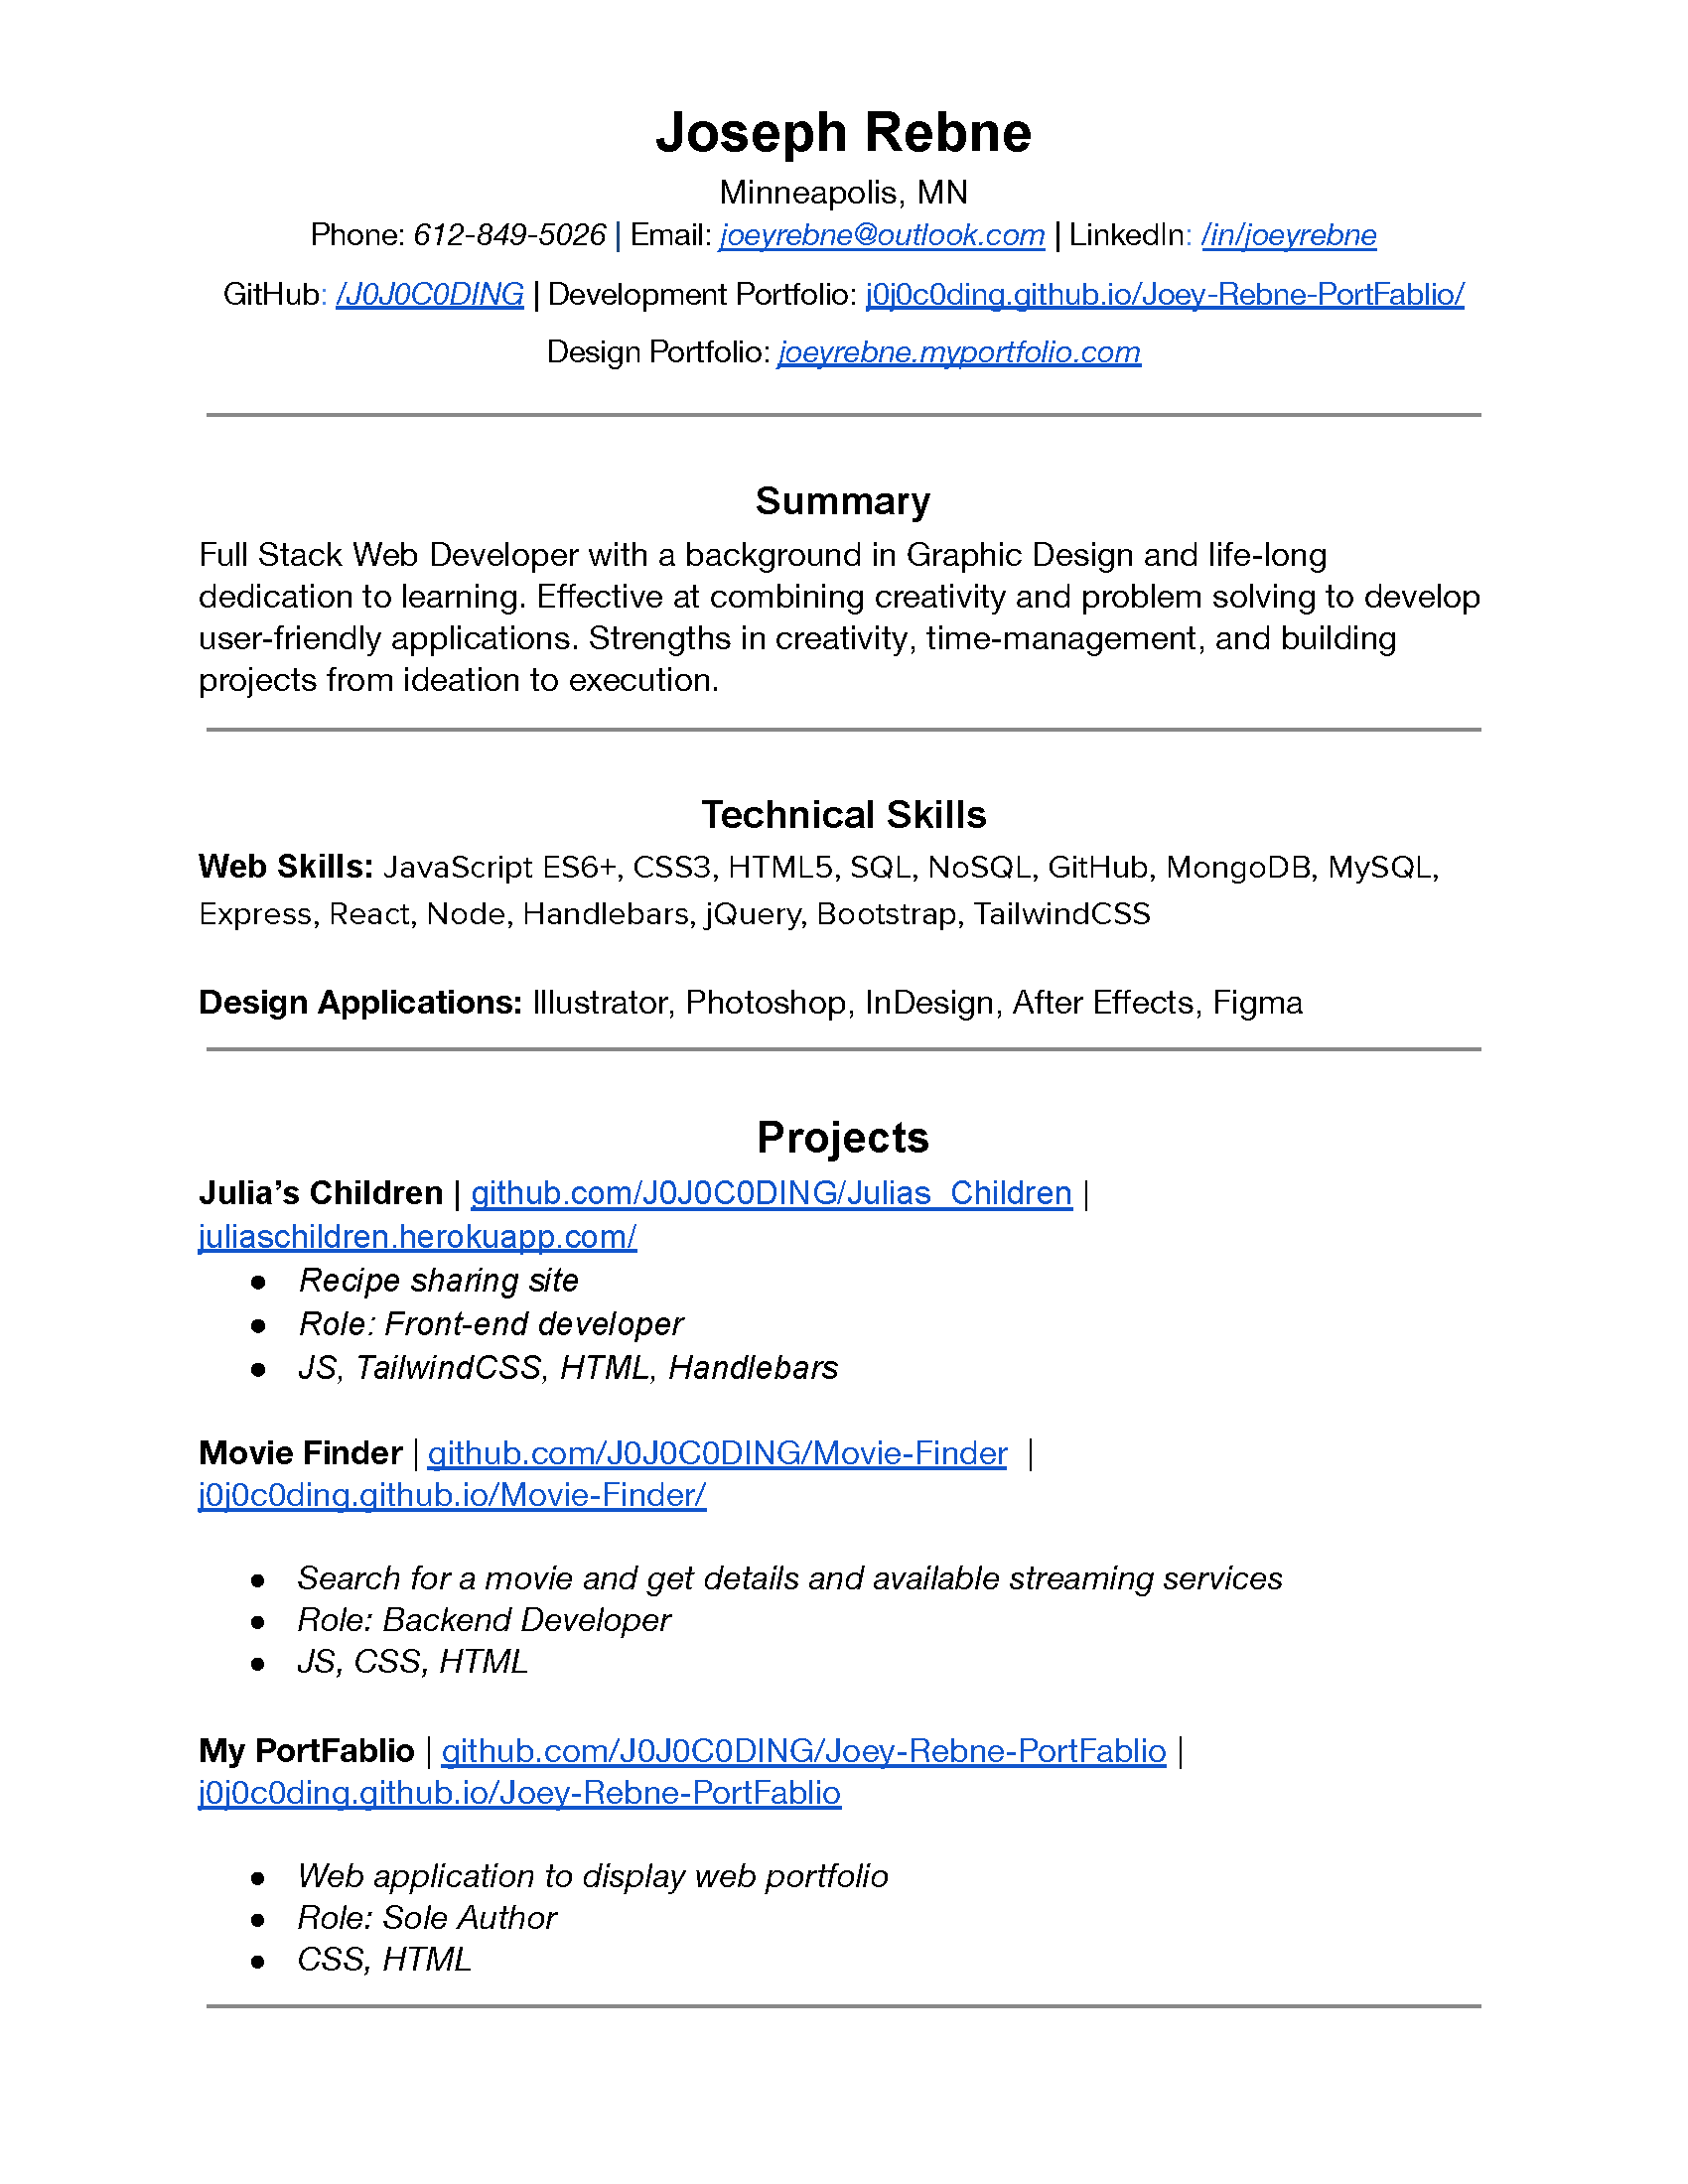 Joseph Rebne
Minneapolis, MN
Phone: 612-849-5026 | Email: joeyrebne@outlook.com | LinkedIn: /in/joeyrebne
GitHub: /J0J0C0DING | Development Portfolio: j0j0c0ding.github.io/Joey-Rebne-PortFablio/
Design Portfolio: joeyrebne.myportfolio.com
Summary
Full Stack Web Developer with a background in Graphic Design and life-long
dedication to learning. Effective at combining creativity and problem solving to develop
user-friendly applications. Strengths in creativity, time-management, and building
projects from ideation to execution.
Technical Skills
Web Skills: JavaScript ES6+, CSS3, HTML5, SQL, NoSQL, GitHub, MongoDB, MySQL,
Express, React, Node, Handlebars, jQuery, Bootstrap, TailwindCSS
Design Applications: Illustrator, Photoshop, InDesign, After Effects, Figma
Projects
Julia’s Children | github.com/J0J0C0DING/Julias_Children |
juliaschildren.herokuapp.com/
● Recipe sharing site
● Role: Front-end developer
● JS, TailwindCSS, HTML, Handlebars
Movie Finder | github.com/J0J0C0DING/Movie-Finder |
j0j0c0ding.github.io/Movie-Finder/
● Search for a movie and get details and available streaming services
● Role: Backend Developer
● JS, CSS, HTML
My PortFablio | github.com/J0J0C0DING/Joey-Rebne-PortFablio |
j0j0c0ding.github.io/Joey-Rebne-PortFablio
● Web application to display web portfolio
● Role: Sole Author
● CSS, HTML